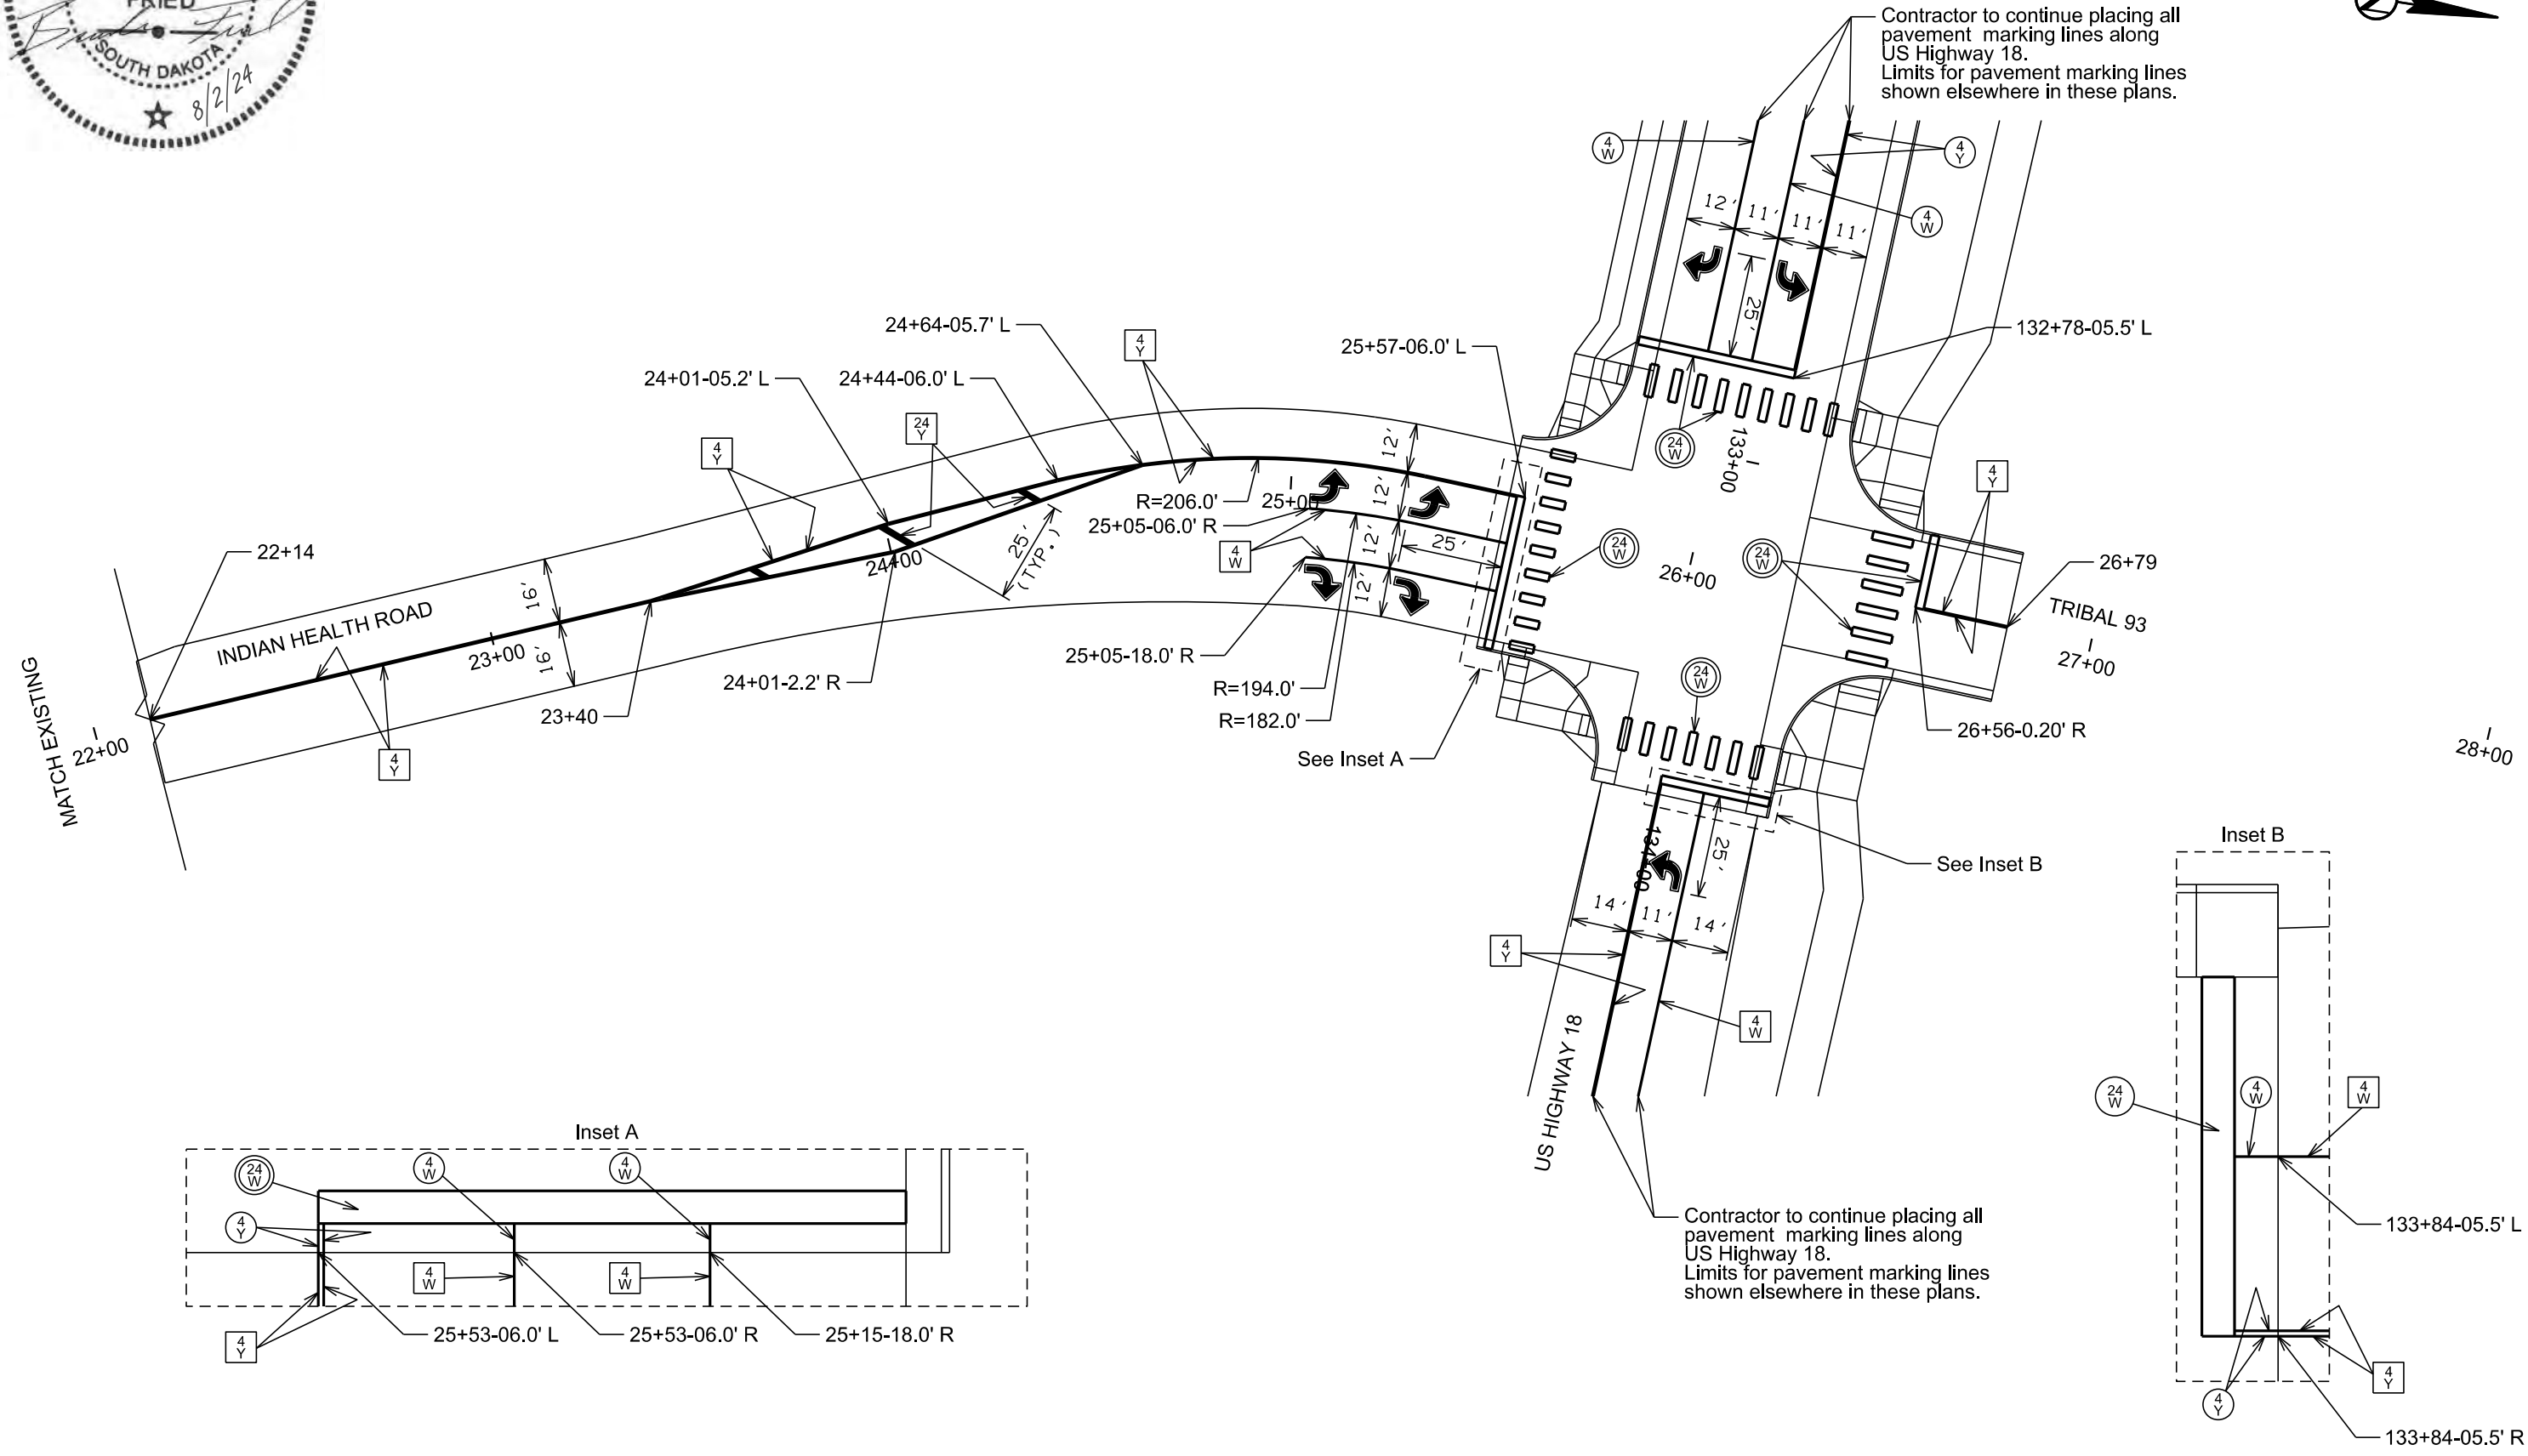 FRIED
SOUTH DAKOTA
8/2/24
Contractor to continue placing all
pavement marking lines along
US Highway 18.
Limits for pavement marking lines
shown elsewhere in these plans.
4
W
4
Y
4
W
12'
11'
11'
11'
25'
132+78-05.5' L
24+64-05.7' L
4
Y
25+57-06.0' L
24+01-05.2' L
24+44-06.0' L
24
Y
4
Y
12'
12'
12'
12'
24
W
133+00
4
Y
R=206.0'
25+00
25+05-06.0' R
4
W
25'
25'
(TYP.)
24
W
24
W
26+00
26+79
TRIBAL 93
27+00
22+14
24+00
16'
16'
INDIAN HEALTH ROAD
23+00
25+05-18.0' R
24+01-2.2' R
R=194.0'
R=182.0'
23+40
24
W
26+56-0.20' R
28+00
MATCH EXISTING
22+00
4
Y
See Inset A
See Inset B
134+00
25'
14'
11'
14'
4
Y
4
W
US HIGHWAY 18
Contractor to continue placing all
pavement marking lines along
US Highway 18.
Limits for pavement marking lines
shown elsewhere in these plans.
Inset A
24
W
4
W
4
W
4
Y
4
W
4
W
4
Y
25+53-06.0' L
25+53-06.0' R
25+15-18.0' R
Inset B
24
W
4
W
4
W
133+84-05.5' L
4
Y
4
Y
133+84-05.5' R